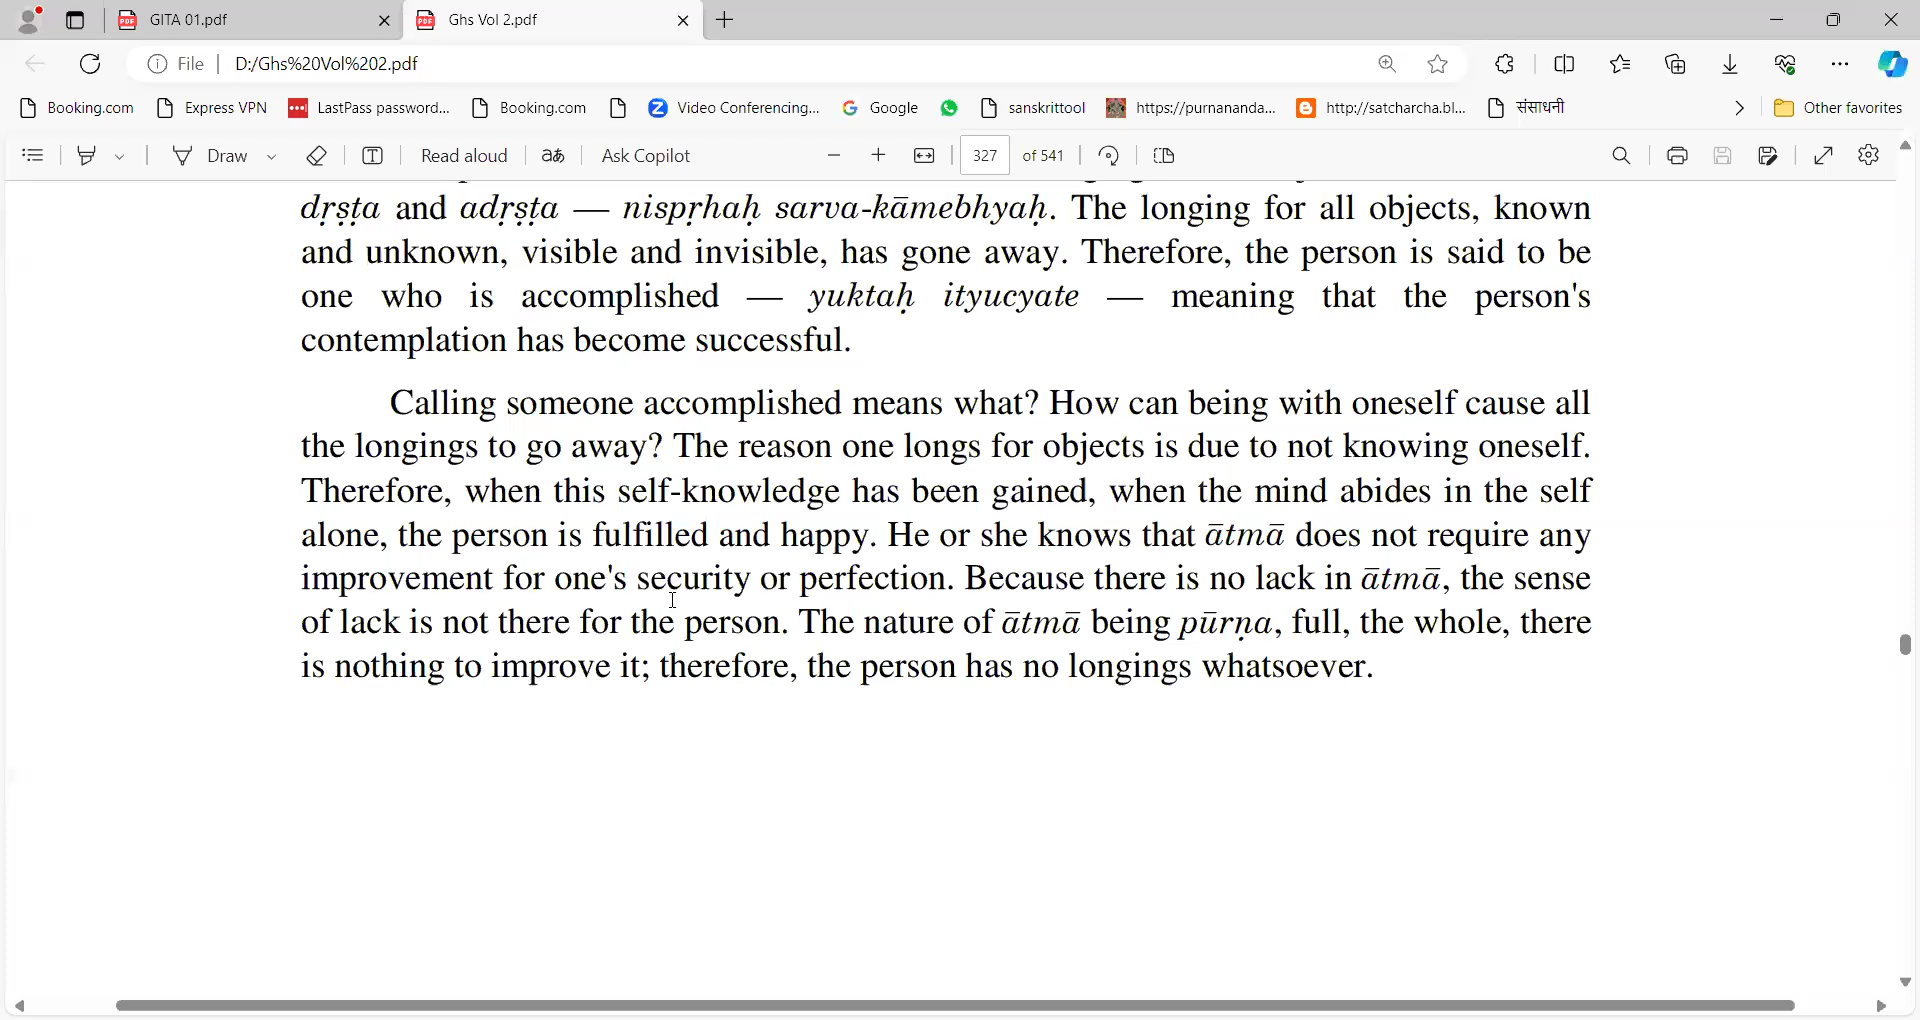 GITA 01.pdf
Ghs Vol 2.pdf
File D:/Ghs%20Vol%202.pdf
Booking.com Express VPN LastPass password... Booking.com Video Conferencing... Google sanskrittool https://purnananda... http://satcharcha.bl... संसाधनी Other favorites
Draw Read aloud aあ Ask Copilot 327 of 541
dṛṣṭa and adṛṣṭa — nispṛhaḥ sarva-kāmebhyaḥ. The longing for all objects, known
and unknown, visible and invisible, has gone away. Therefore, the person is said to be
one who is accomplished — yuktaḥ ityucyate — meaning that the person's
contemplation has become successful.
Calling someone accomplished means what? How can being with oneself cause all
the longings to go away? The reason one longs for objects is due to not knowing oneself.
Therefore, when this self-knowledge has been gained, when the mind abides in the self
alone, the person is fulfilled and happy. He or she knows that ātmā does not require any
improvement for one's security or perfection. Because there is no lack in ātmā, the sense
of lack is not there for the person. The nature of ātmā being pūrṇa, full, the whole, there
is nothing to improve it; therefore, the person has no longings whatsoever.